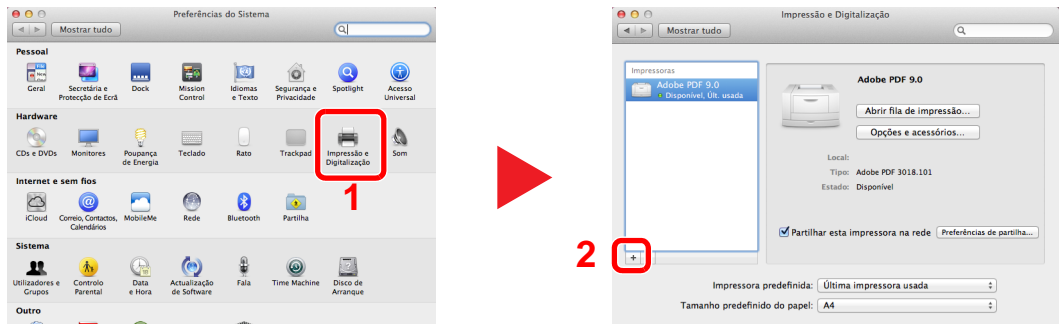 Preferências do Sistema
Mostrar tudo
Pessoal
Geral
Secretária e
Protecção de Ecrã
Dock
Mission
Control
Idiomas
e Texto
Segurança e
Privacidade
Spotlight
Acesso
Universal
Hardware
CDs e DVDs
Monitores
Poupança
de Energia
Teclado
Rato
Trackpad
Impressão e
Digitalização
Som
1
Internet e sem fios
iCloud
Correio, Contactos,
Calendários
MobileMe
Rede
Bluetooth
Partilha
Sistema
Utilizadores e
Grupos
Controlo
Parental
Data
e Hora
Actualização
de Software
Fala
Time Machine
Disco de
Arranque
Outro
Impressão e Digitalização
Mostrar tudo
Impressoras
Adobe PDF 9.0
Disponível, Últ. usada
2
+
-
Adobe PDF 9.0
Abrir fila de impressão...
Opções e acessórios...
Local:
Tipo: Adobe PDF 3018.101
Estado: Disponível
Partilhar esta impressora na rede
Preferências de partilha...
Impressora predefinida: Última impressora usada
Tamanho predefinido do papel: A4